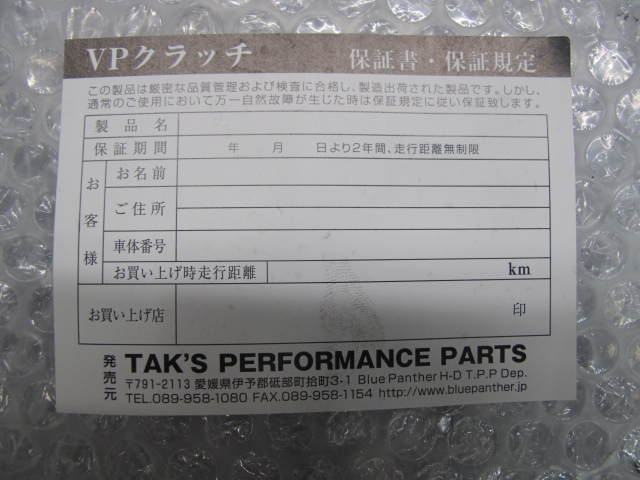 VPクラッチ 保証書・保証規定
この製品は厳密な品質管理および検査に合格し、製造出荷された製品です。しかし、
通常のご使用において万一自然故障が生じた時は保証規定に従い保証致します。
製品名
保証期間 年 月 日より2年間、走行距離無制限
お客様
お名前
ご住所
車体番号
お買い上げ時走行距離 km
お買い上げ店 印
発売元
TAK'S PERFORMANCE PARTS
〒791-2113 愛媛県伊予郡砥部町拾町3-1 Blue Panther H-D T.P.P Dep.
TEL.089-958-1080 FAX.089-958-1154 http://www.bluepanther.jp